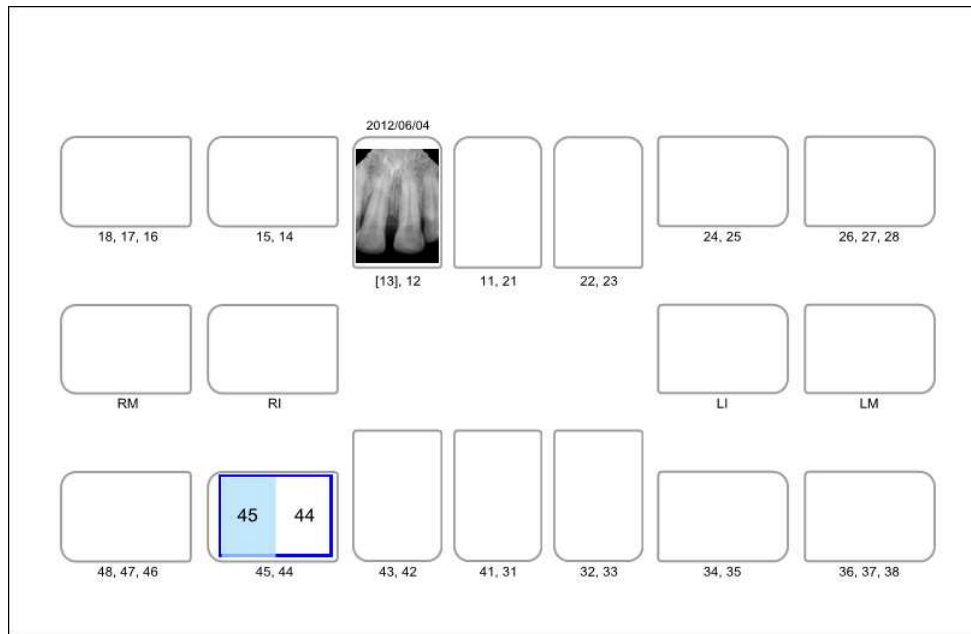 2012/06/04
18, 17, 16
15, 14
[13], 12
11, 21
22, 23
24, 25
26, 27, 28
RM
RI
LI
LM
45
44
48, 47, 46
45, 44
43, 42
41, 31
32, 33
34, 35
36, 37, 38